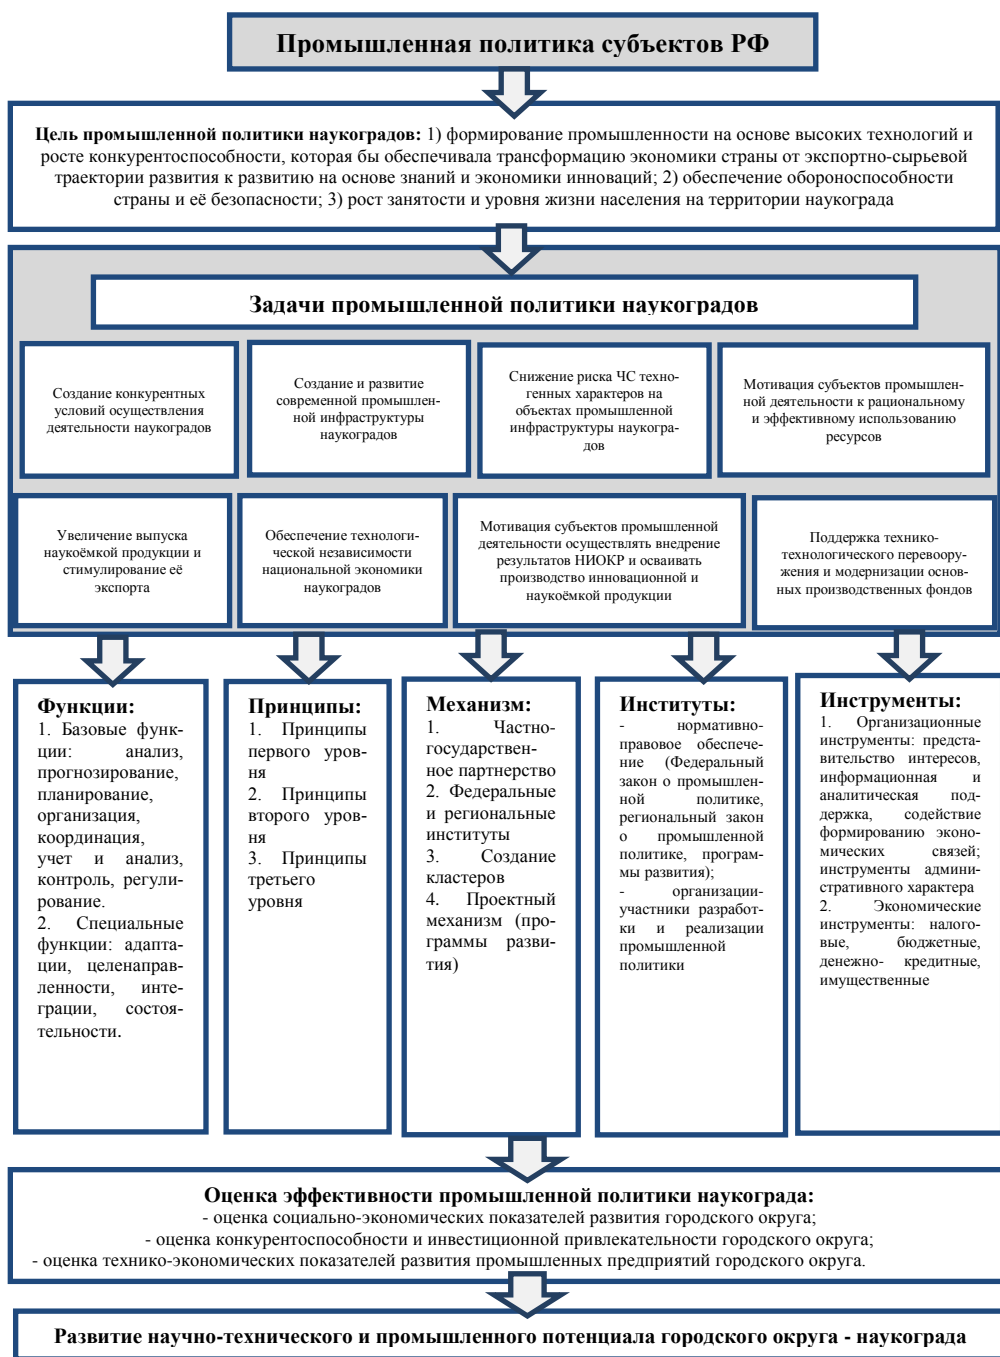 Промышленная политика субъектов РФ
Цель промышленной политики наукоградов: 1) формирование промышленности на основе высоких технологий и
росте конкурентоспособности, которая бы обеспечивала трансформацию экономики страны от экспортно-сырьевой
траектории развития к развитию на основе знаний и экономики инноваций; 2) обеспечение обороноспособности
страны и её безопасности; 3) рост занятости и уровня жизни населения на территории наукограда
Задачи промышленной политики наукоградов
Создание конкурентных
условий осуществления
деятельности наукоградов
Создание и развитие
современной промышлен-
ной инфраструктуры
наукоградов
Снижение риска ЧС техно-
генных характеров на
объектах промышленной
инфраструктуры наукогра-
дов
Мотивация субъектов промышлен-
ной деятельности к рациональному
и эффективному использованию
ресурсов
Увеличение выпуска
наукоёмкой продукции и
стимулирование её
экспорта
Обеспечение технологи-
ческой независимости
национальной экономики
наукоградов
Мотивация субъектов промышленной
деятельности осуществлять внедрение
результатов НИОКР и осваивать
производство инновационной и
наукоёмкой продукции
Поддержка технико-
технологического перевоору-
жения и модернизации основ-
ных производственных фондов
Функции:
1. Базовые функ-
ции: анализ,
прогнозирование,
планирование,
организация,
координация,
учет и анализ,
контроль, регули-
рование.
2. Специальные
функции: адапта-
ции, целенаправ-
ленности, инте-
грации, состоя-
тельности.
Принципы:
1. Принципы
первого уров-
ня
2. Принципы
второго уров-
ня
3. Принципы
третьего
уровня
Механизм:
1. Частно-
государствен-
ное партнерство
2. Федеральные
и региональные
институты
3. Создание
кластеров
4. Проектный
механизм (про-
граммы разви-
тия)
Институты:
- нормативно-
правовое обеспече-
ние (Федеральный
закон о промышлен-
ной политике,
региональный закон
о промышленной
политике, програм-
мы развития);
- организации-
участники разработ-
ки и реализации
промышленной
политики
Инструменты:
1. Организационные
инструменты: предста-
вительство интересов,
информационная и
аналитическая под-
держка, содействие
формированию эконо-
мических связей;
инструменты админи-
стративного характера
2. Экономические
инструменты: налого-
вые, бюджетные,
денежно- кредитные,
имущественные
Оценка эффективности промышленной политики наукограда:
- оценка социально-экономических показателей развития городского округа;
- оценка конкурентоспособности и инвестиционной привлекательности городского округа;
- оценка технико-экономических показателей развития промышленных предприятий городского округа.
Развитие научно-технического и промышленного потенциала городского округа - наукограда